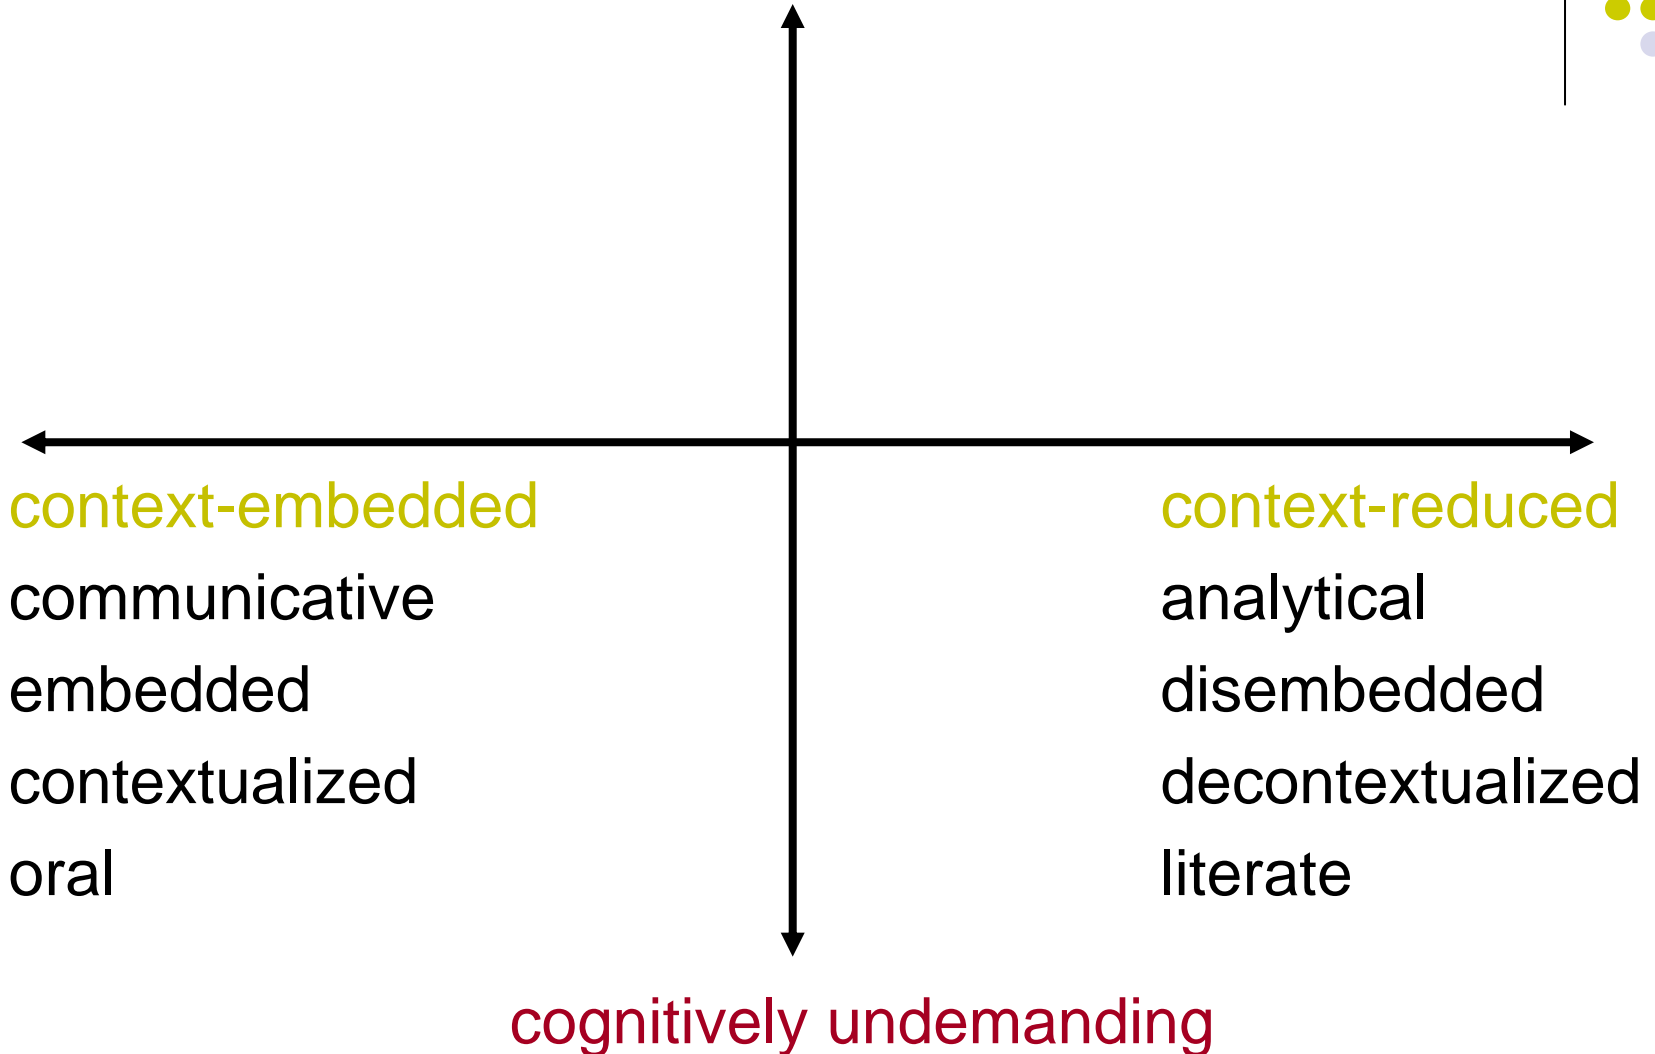 context-embedded
communicative
embedded
contextualized
oral
context-reduced
analytical
disembedded
decontextualized
literate
cognitively undemanding